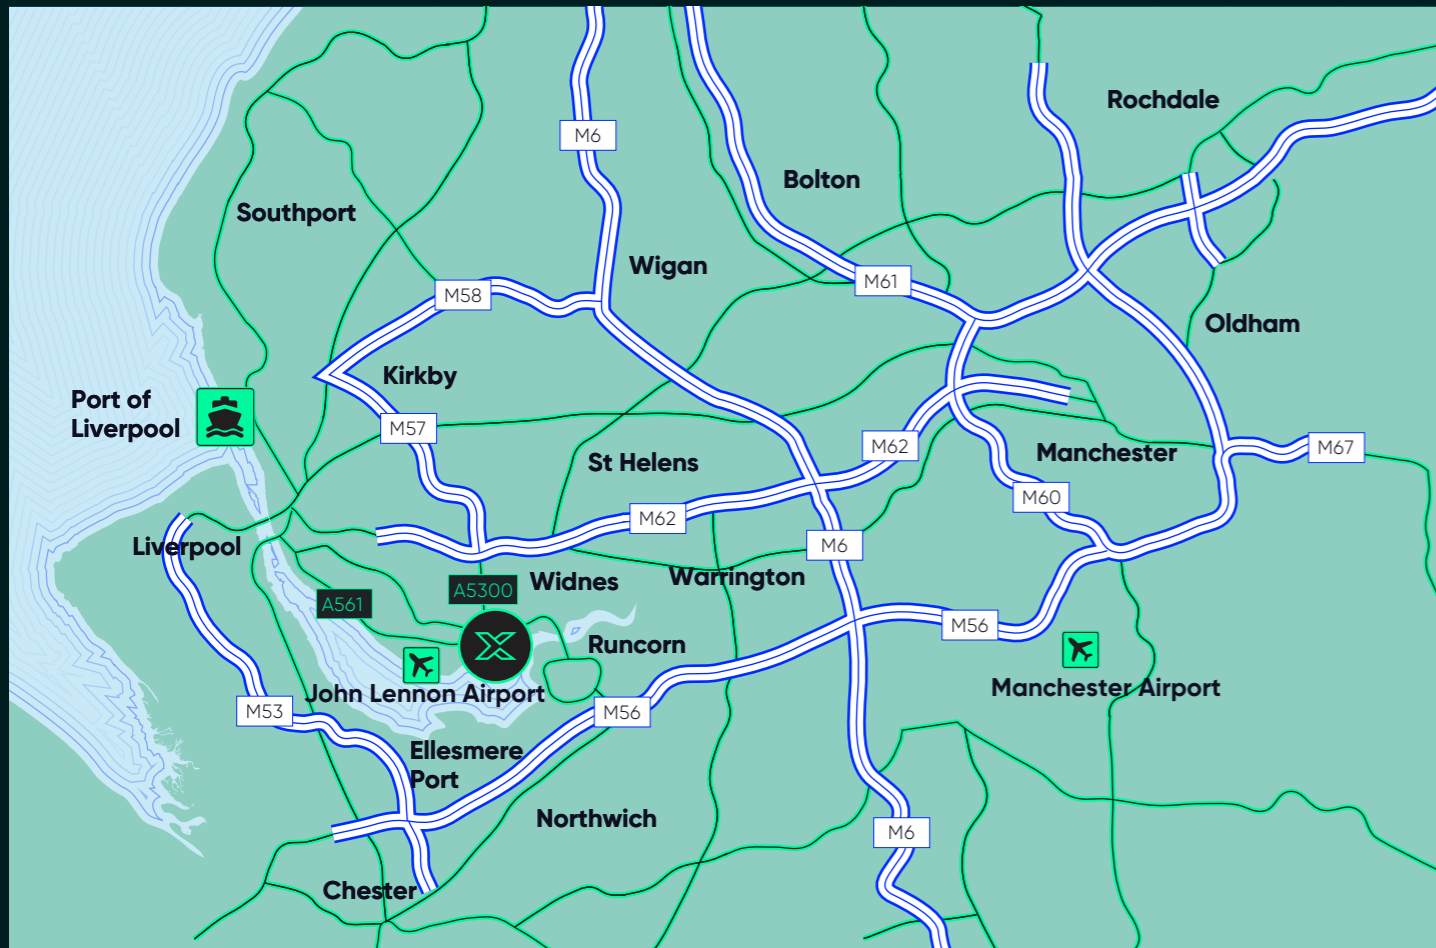 Rochdale
M6
Bolton
Southport
Wigan
M61
M58
Oldham
Kirkby
Port of
Liverpool
M57
M62
M67
Manchester
St Helens
M60
M62
M6
Liverpool
Warrington
Widnes
A5300
A561
M56
Runcorn
Manchester Airport
John Lennon Airport
M53
M56
Ellesmere
Port
Northwich
M6
Chester